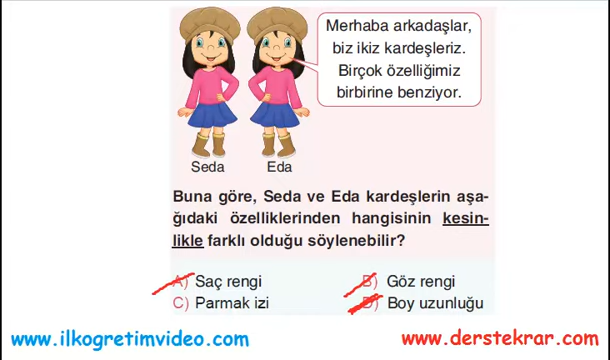 Merhaba arkadaşlar,
biz ikiz kardeşleriz.
Birçok özelliğimiz
birbirine benziyor.
Seda
Eda
Buna göre, Seda ve Eda kardeşlerin aşa-
ğıdaki özelliklerinden hangisinin kesin-
likle farklı olduğu söylenebilir?
A) Saç rengi
B) Göz rengi
C) Parmak izi
D) Boy uzunluğu
www.ilkogretimvideo.com
www.derstekrar.com